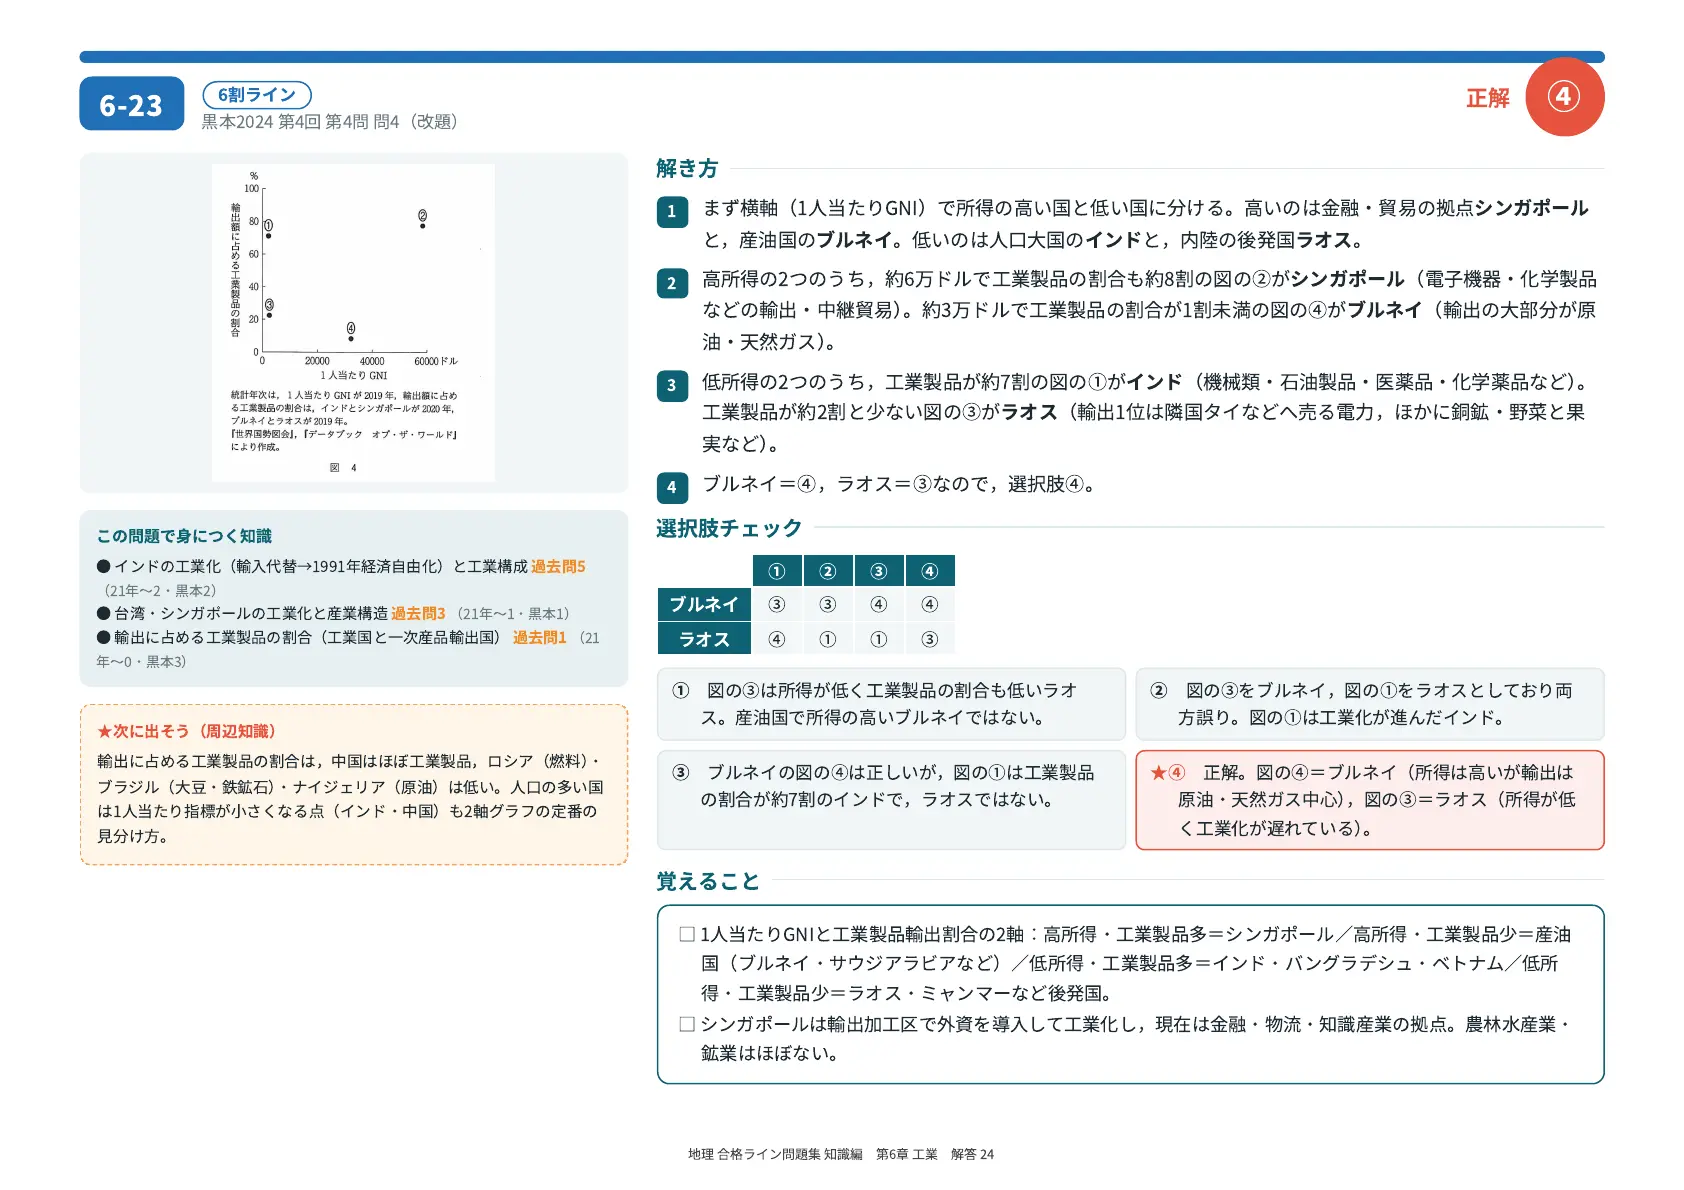 6-23
6割ライン
黒本2024 第4回 第4問 問4（改題）
正解 ④
%
100
80
60
40
20
0
輸出額に占める工業製品の割合
①
②
③
④
0 20000 40000 60000ドル
1人当たり GNI
統計年次は，1人当たり GNI が 2019 年，輸出額に占め
る工業製品の割合は，インドとシンガポールが 2020 年，
ブルネイとラオスが 2019 年。
『世界国勢図会』，『データブック オブ・ザ・ワールド』
により作成。
図 4
この問題で身につく知識
● インドの工業化（輸入代替→1991年経済自由化）と工業構成 過去問5
（21年〜2・黒本2）
● 台湾・シンガポールの工業化と産業構造 過去問3 （21年〜1・黒本1）
● 輸出に占める工業製品の割合（工業国と一次産品輸出国） 過去問1 （21
年〜0・黒本3）
★次に出そう（周辺知識）
輸出に占める工業製品の割合は，中国はほぼ工業製品，ロシア（燃料）・
ブラジル（大豆・鉄鉱石）・ナイジェリア（原油）は低い。人口の多い国
は1人当たり指標が小さくなる点（インド・中国）も2軸グラフの定番の
見分け方。
解き方
1 まず横軸（1人当たりGNI）で所得の高い国と低い国に分ける。高いのは金融・貿易の拠点シンガポール
と，産油国のブルネイ。低いのは人口大国のインドと，内陸の後発国ラオス。
2 高所得の2つのうち，約6万ドルで工業製品の割合も約8割の図の②がシンガポール（電子機器・化学製品
などの輸出・中継貿易）。約3万ドルで工業製品の割合が1割未満の図の④がブルネイ（輸出の大部分が原
油・天然ガス）。
3 低所得の2つのうち，工業製品が約7割の図の①がインド（機械類・石油製品・医薬品・化学薬品など）。
工業製品が約2割と少ない図の③がラオス（輸出1位は隣国タイなどへ売る電力，ほかに銅鉱・野菜と果
実など）。
4 ブルネイ＝④，ラオス＝③なので，選択肢④。
選択肢チェック
① ② ③ ④
ブルネイ ③ ③ ④ ④
ラオス ④ ① ① ③
① 図の③は所得が低く工業製品の割合も低いラオ
ス。産油国で所得の高いブルネイではない。
② 図の③をブルネイ，図の①をラオスとしており両
方誤り。図の①は工業化が進んだインド。
③ ブルネイの図の④は正しいが，図の①は工業製品
の割合が約7割のインドで，ラオスではない。
★④ 正解。図の④＝ブルネイ（所得は高いが輸出は
原油・天然ガス中心），図の③＝ラオス（所得が低
く工業化が遅れている）。
覚えること
□ 1人当たりGNIと工業製品輸出割合の2軸：高所得・工業製品多＝シンガポール／高所得・工業製品少＝産油
国（ブルネイ・サウジアラビアなど）／低所得・工業製品多＝インド・バングラデシュ・ベトナム／低所
得・工業製品少＝ラオス・ミャンマーなど後発国。
□ シンガポールは輸出加工区で外資を導入して工業化し，現在は金融・物流・知識産業の拠点。農林水産業・
鉱業はほぼない。
地理 合格ライン問題集 知識編 第6章 工業 解答 24